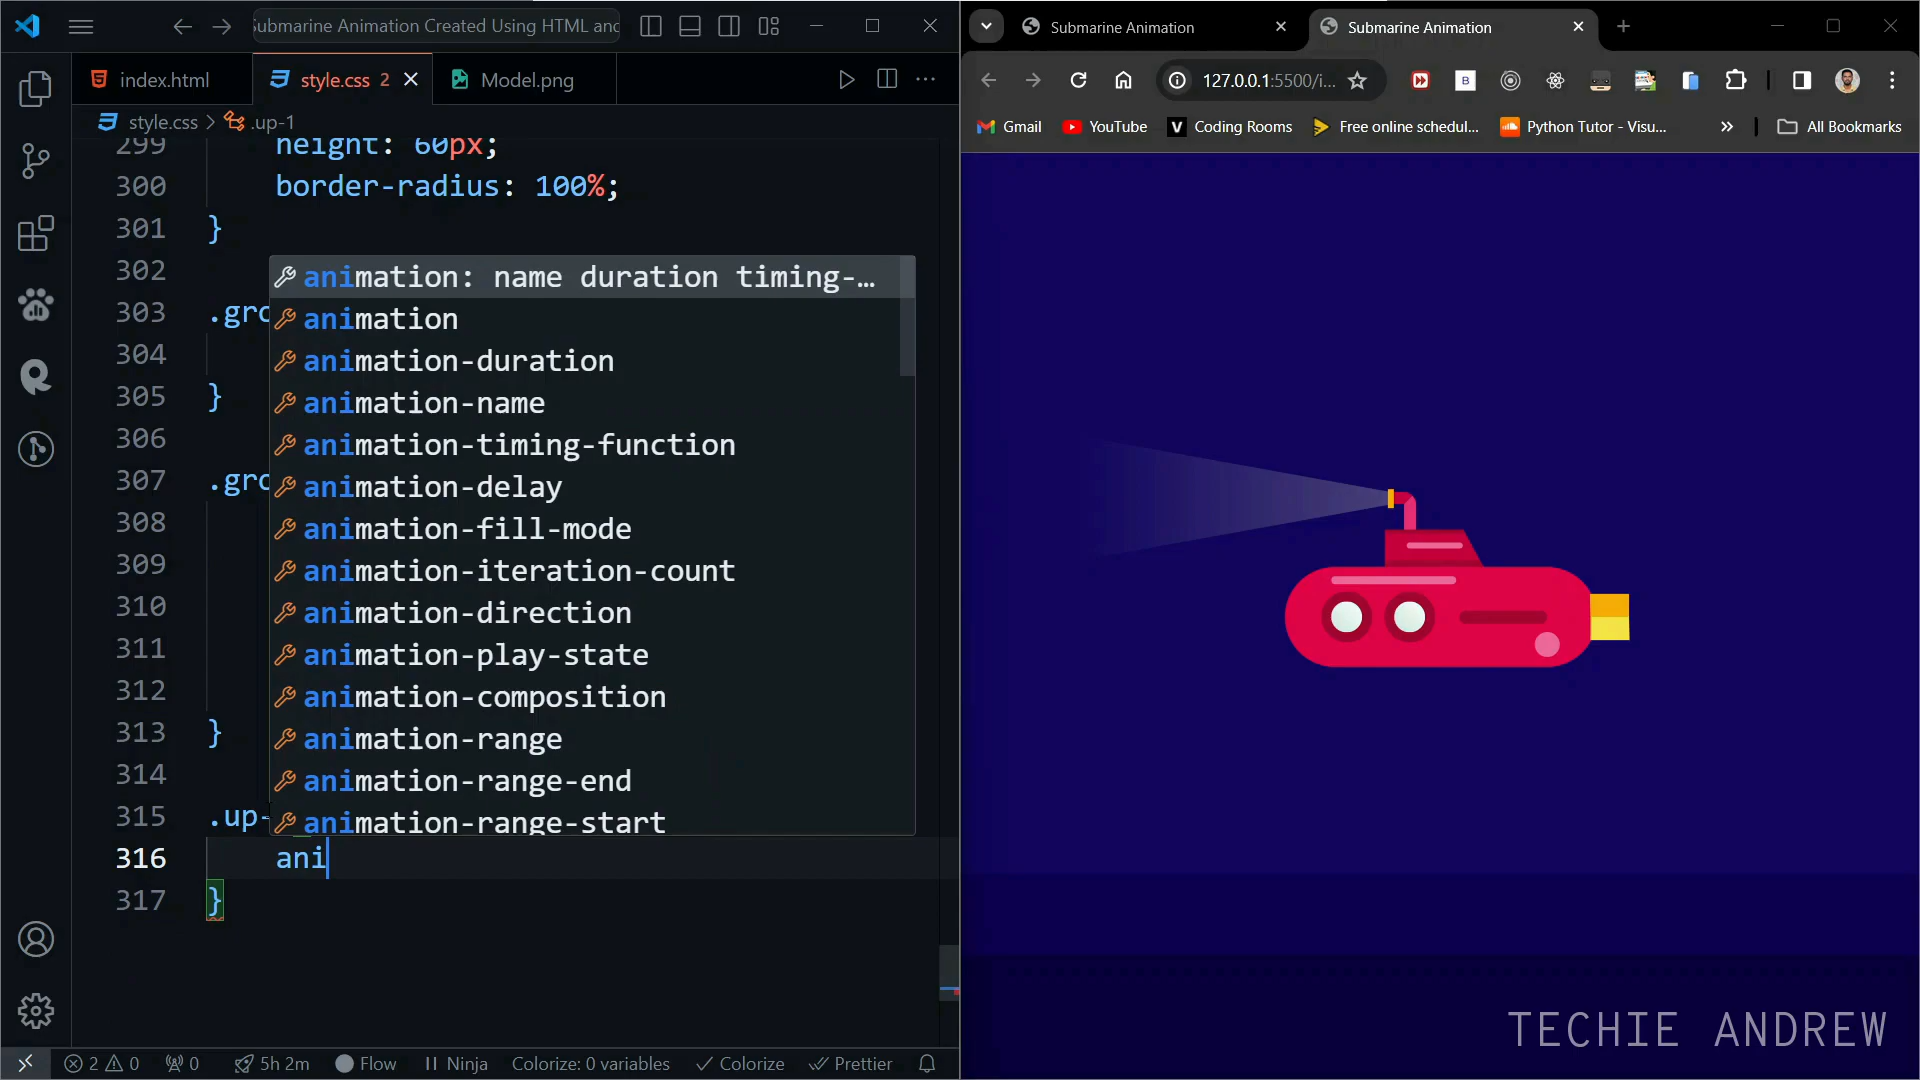 Submarine Animation Created Using HTML and
Submarine Animation
Submarine Animation
index.html
style.css 2
Model.png
127.0.0.1:5500/i...
Gmail
YouTube
Coding Rooms
Free online schedul...
Python Tutor - Visu...
All Bookmarks
style.css > .up-1
299 height: 60px;
300 border-radius: 100%;
301 }
302
animation: name duration timing-...
303 .gro
animation
304
animation-duration
305 }
animation-name
306
animation-timing-function
307 .gro
animation-delay
308
animation-fill-mode
309
animation-iteration-count
310
animation-direction
311
animation-play-state
312
animation-composition
313 }
animation-range
314
animation-range-end
315 .up-
animation-range-start
316 ani
317 }
TECHIE ANDREW
2 0
0
5h 2m
Flow
Ninja
Colorize: 0 variables
Colorize
Prettier